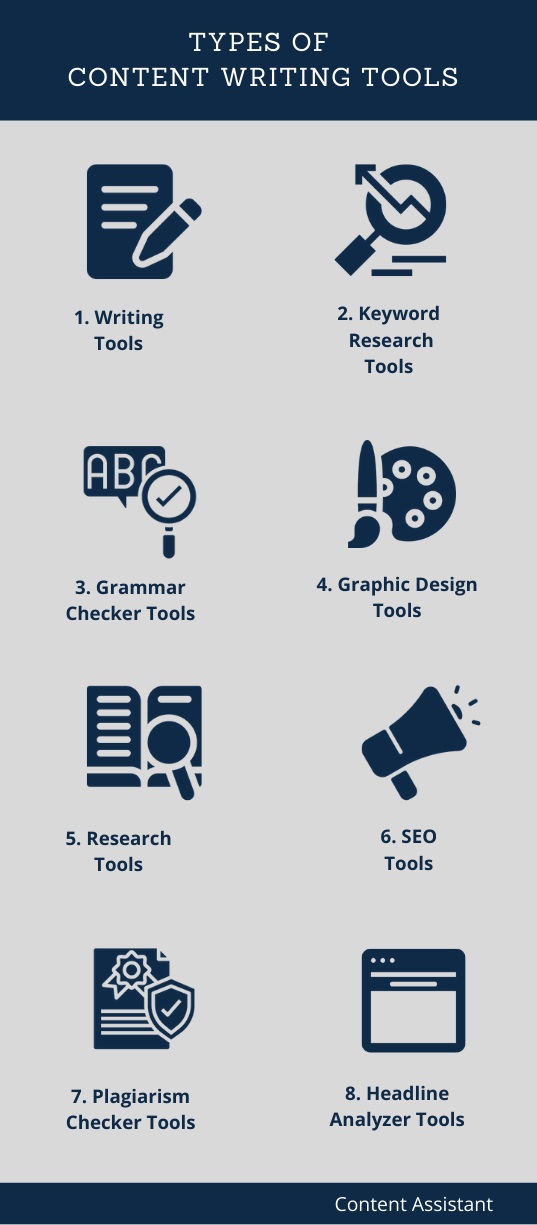 TYPES OF
CONTENT WRITING TOOLS
1. Writing
Tools
2. Keyword
Research
Tools
ABC
3. Grammar
Checker Tools
4. Graphic Design
Tools
5. Research
Tools
6. SEO
Tools
7. Plagiarism
Checker Tools
8. Headline
Analyzer Tools
Content Assistant